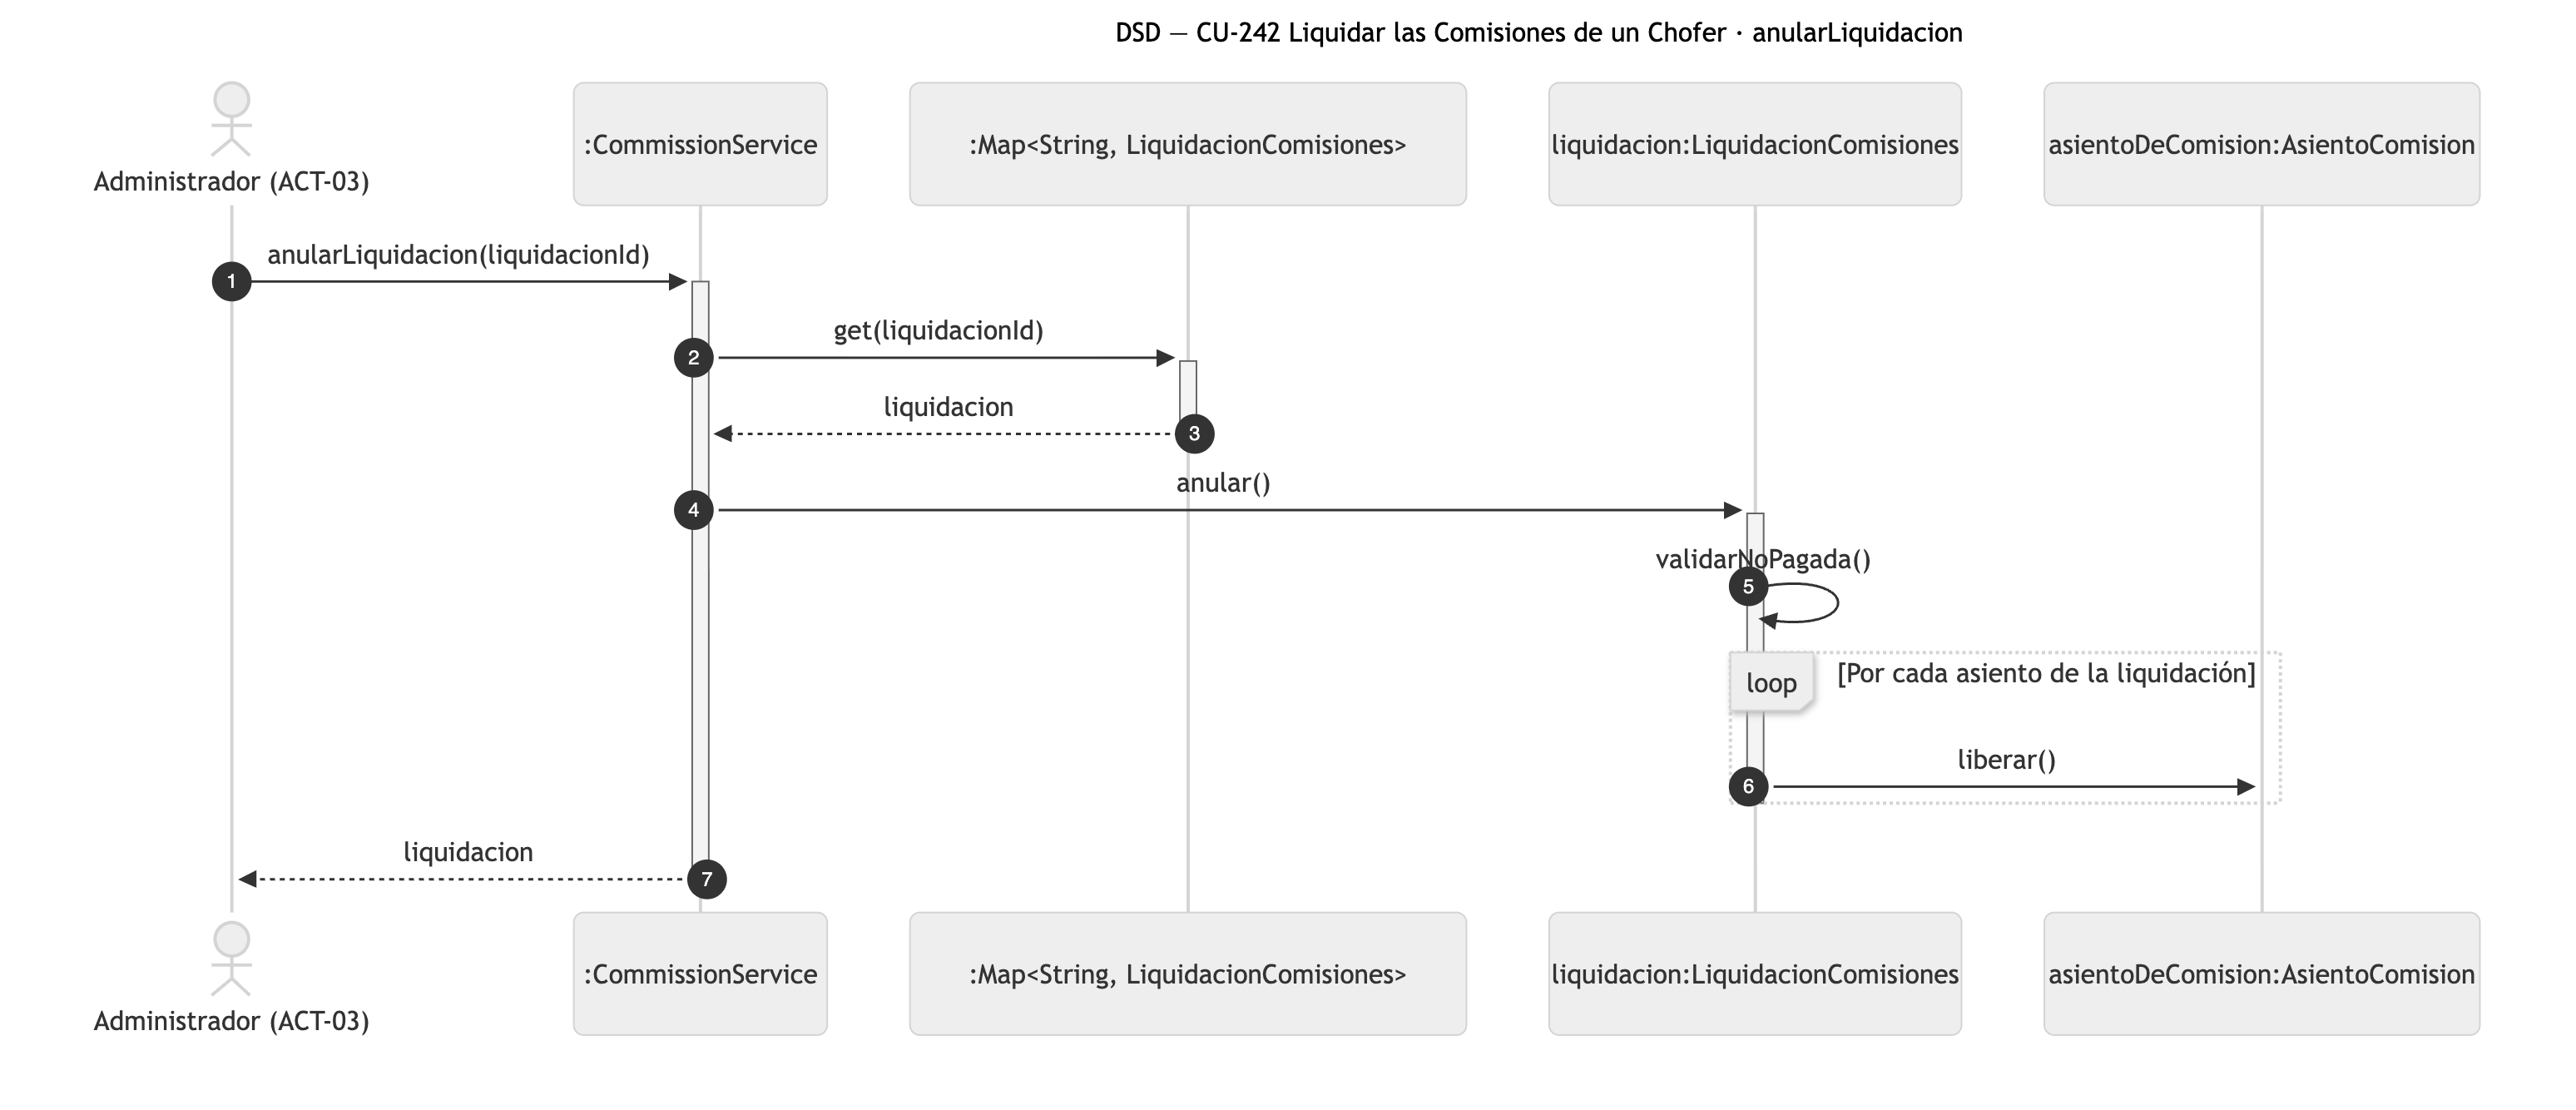 DSD — CU-242 Liquidar las Comisiones de un Chofer · anularLiquidacion
Administrador (ACT-03)
:CommissionService
:Map<String, LiquidacionComisiones>
liquidacion:LiquidacionComisiones
asientoDeComision:AsientoComision
anularLiquidacion(liquidacionId)
1
get(liquidacionId)
2
liquidacion
3
anular()
4
validarNoPagada()
5
loop
[Por cada asiento de la liquidación]
liberar()
6
liquidacion
7
Administrador (ACT-03)
:CommissionService
:Map<String, LiquidacionComisiones>
liquidacion:LiquidacionComisiones
asientoDeComision:AsientoComision